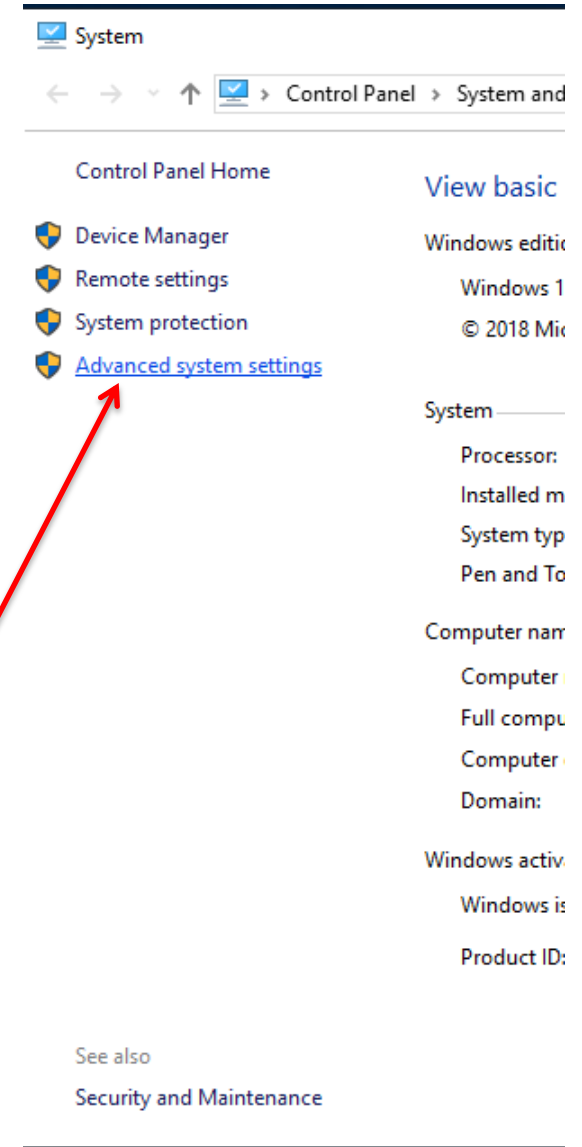 System
Control Panel > System and
Control Panel Home
Device Manager
Remote settings
System protection
Advanced system settings
View basic
Windows editio
Windows 1
© 2018 Mic
System
Processor:
Installed m
System typ
Pen and To
Computer nam
Computer
Full compu
Computer
Domain:
Windows activ
Windows is
Product ID:
See also
Security and Maintenance